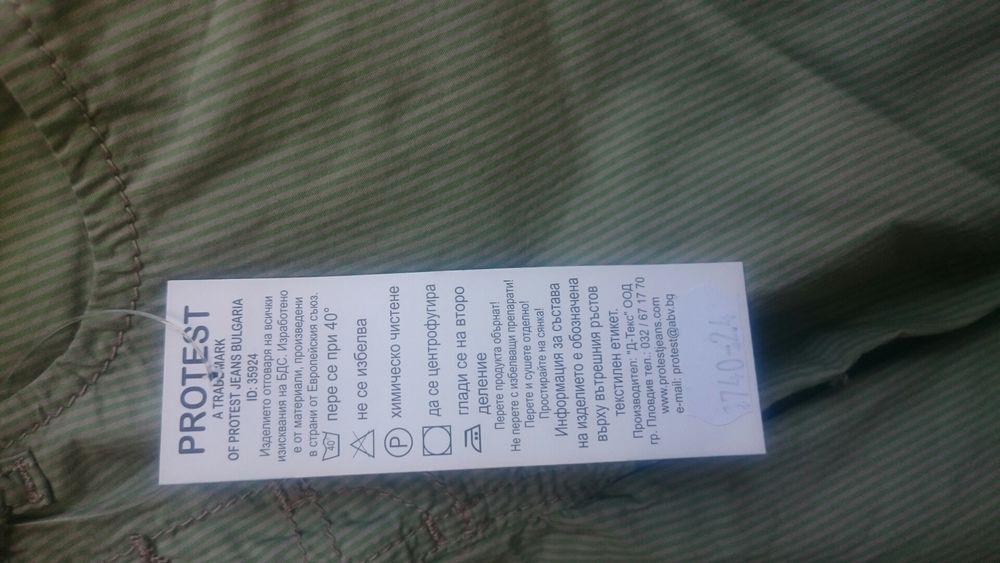 PROTEST
A TRADEMARK
OF PROTEST JEANS BULGARIA
ID: 35924
Изделието отговаря на всички
изисквания на БДС . Изработено
е от материали, произведени
в страни от Европейския съюз.
40° пере се при 40°
не се избелва
P химическо чистене
да се центрофугира
глади се на второ
деление
Перете продукта обърнат!
Не перете с избелващи препарати!
Перете и сушете отделно!
Простирайте на сянка!
Информация за състава
на изделието е обозначена
върху вътрешния ръстов
текстилен етикет.
Производител: "Д-Текс" ООД
гр. Пловдив тел.: 032 / 67 17 70
www.protestjeans.com
e-mail: protest@abv.bg